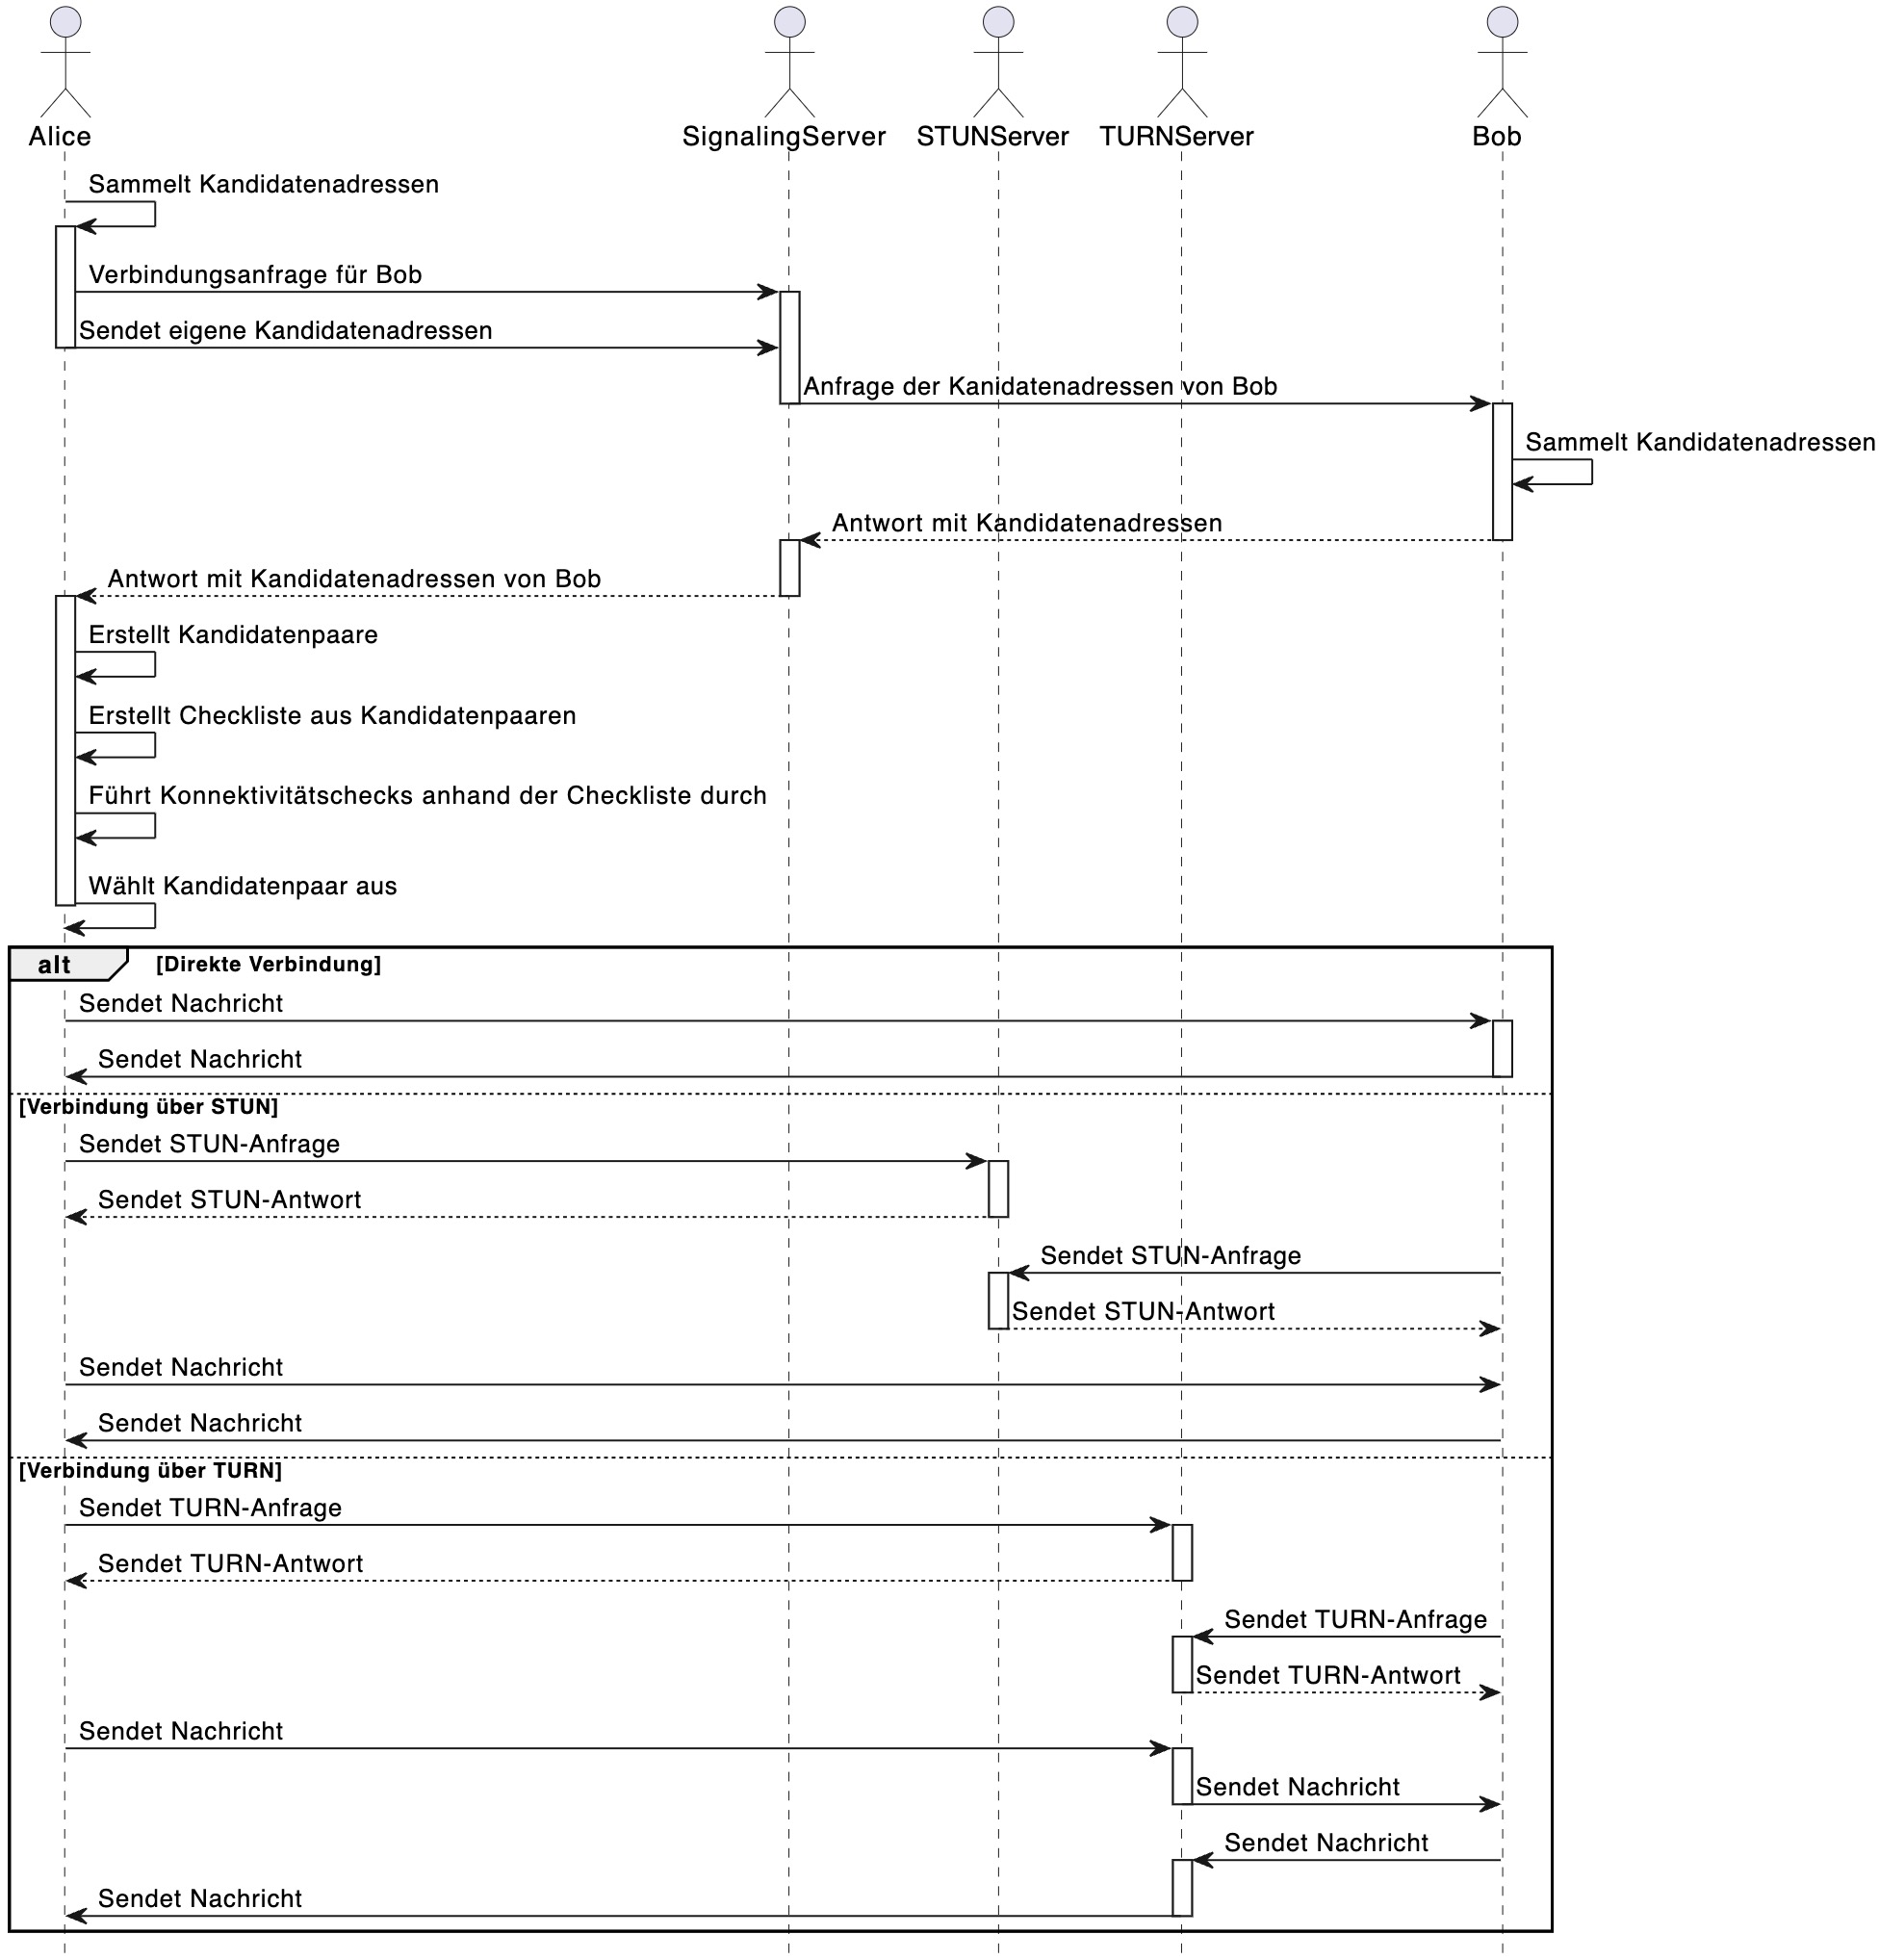 Alice
SignalingServer
STUNServer
TURNServer
Bob
Sammelt Kandidatenadressen
Verbindungsanfrage für Bob
Sendet eigene Kandidatenadressen
Anfrage der Kanidatenadressen von Bob
Sammelt Kandidatenadressen
Antwort mit Kandidatenadressen
Antwort mit Kandidatenadressen von Bob
Erstellt Kandidatenpaare
Erstellt Checkliste aus Kandidatenpaaren
Führt Konnektivitätschecks anhand der Checkliste durch
Wählt Kandidatenpaar aus
alt [Direkte Verbindung]
Sendet Nachricht
Sendet Nachricht
[Verbindung über STUN]
Sendet STUN-Anfrage
Sendet STUN-Antwort
Sendet STUN-Anfrage
Sendet STUN-Antwort
Sendet Nachricht
Sendet Nachricht
[Verbindung über TURN]
Sendet TURN-Anfrage
Sendet TURN-Antwort
Sendet TURN-Anfrage
Sendet TURN-Antwort
Sendet Nachricht
Sendet Nachricht
Sendet Nachricht
Sendet Nachricht